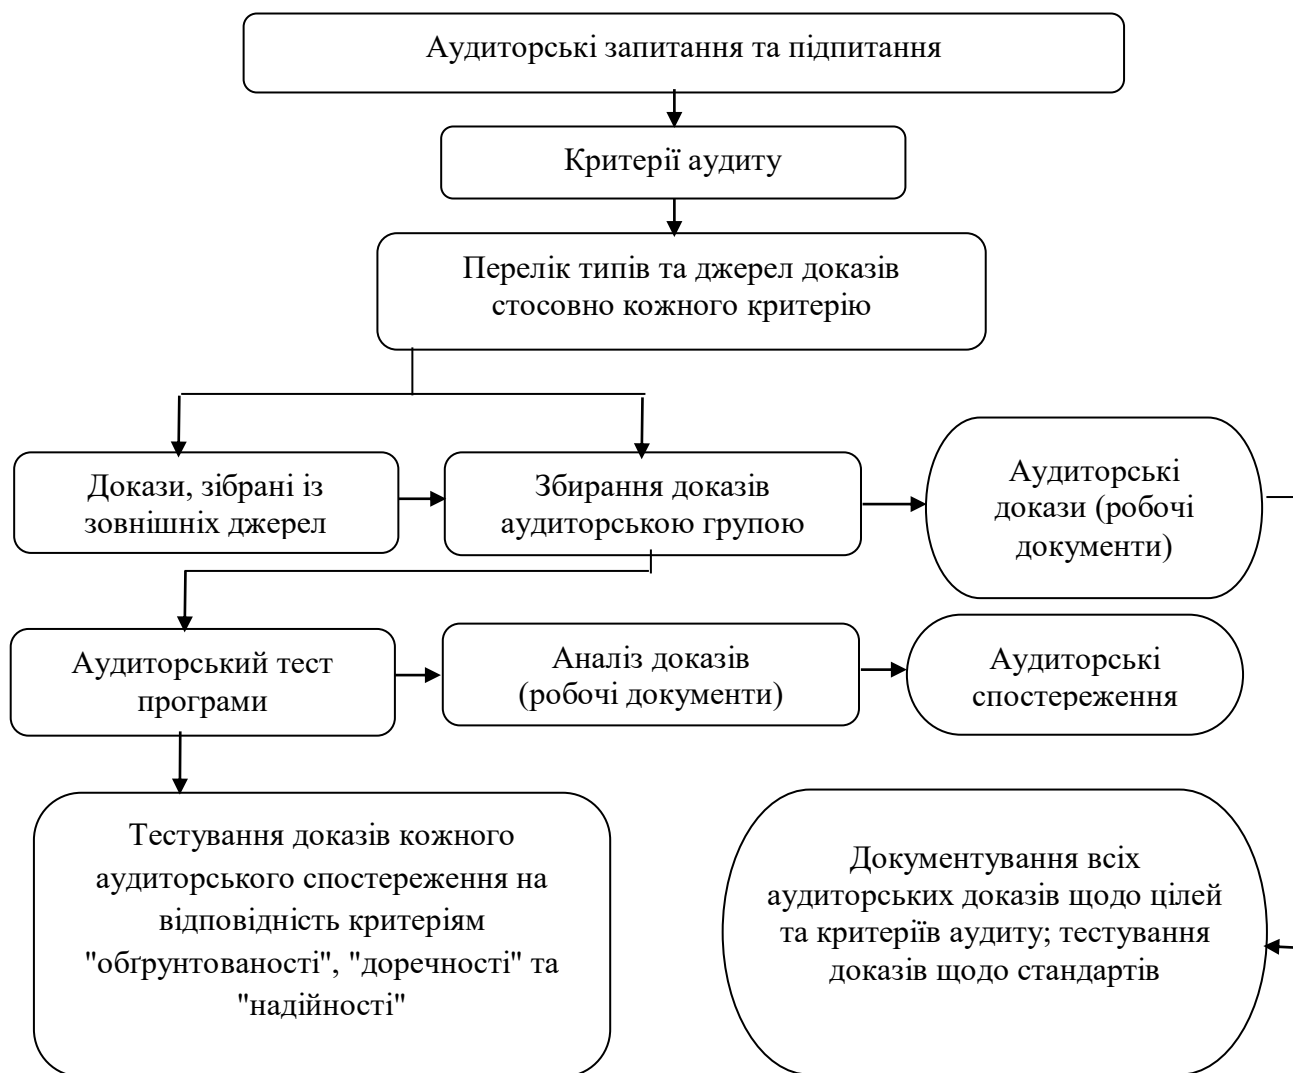 Аудиторські запитання та підпитання
Критерії аудиту
Перелік типів та джерел доказів
стосовно кожного критерію
Докази, зібрані із
зовнішніх джерел
Збирання доказів
аудиторською групою
Аудиторські
докази (робочі
документи)
Аудиторський тест
програми
Аналіз доказів
(робочі документи)
Аудиторські
спостереження
Тестування доказів кожного
аудиторського спостереження на
відповідність критеріям
"обґрунтованості", "доречності" та
"надійності"
Документування всіх
аудиторських доказів щодо цілей
та критеріїв аудиту; тестування
доказів щодо стандартів